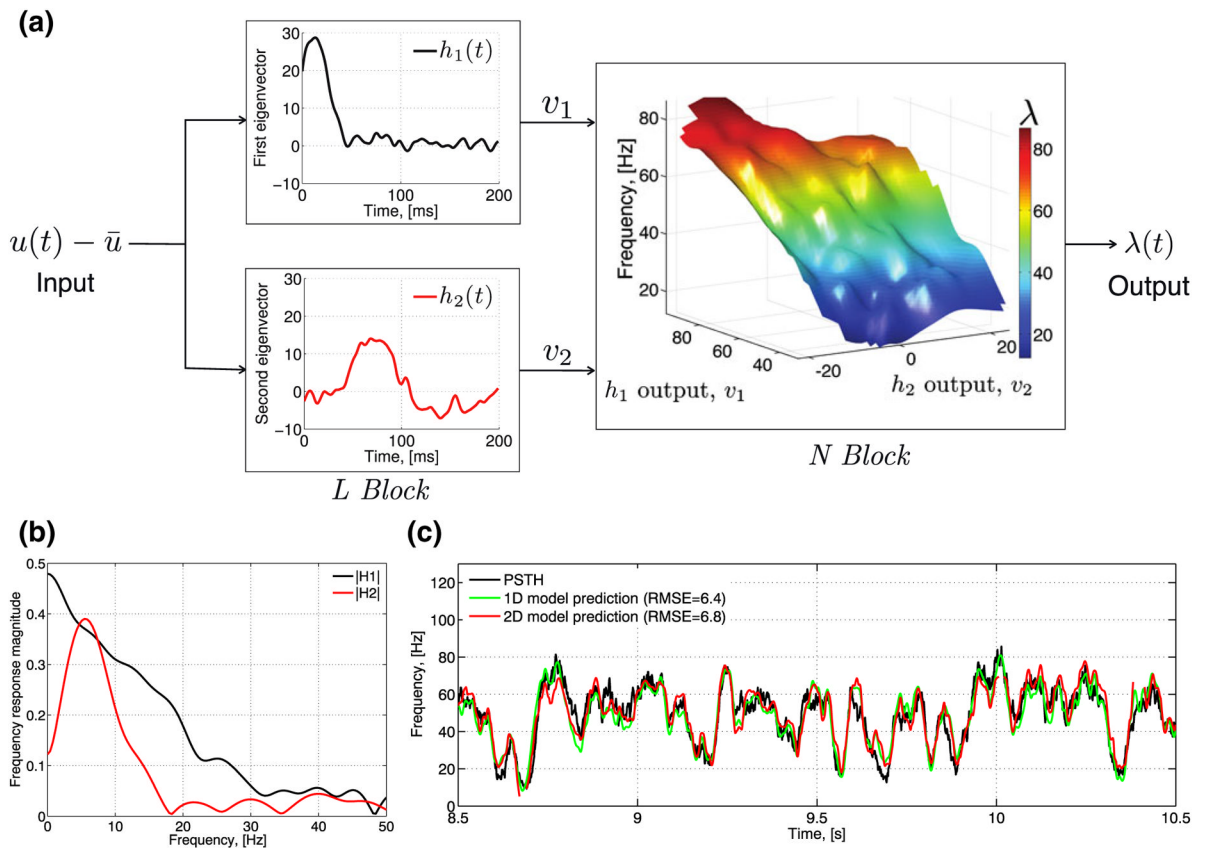 (a)
30
20
10
0
−10
First eigenvector
h₁(t)
0
100
200
Time, [ms]
v₁
u(t) − ū
Input
30
20
10
0
−10
Second eigenvector
h₂(t)
0
100
200
Time, [ms]
v₂
L Block
80
60
40
20
Frequency, [Hz]
80
60
40
-20
0
20
h₁ output, v₁
h₂ output, v₂
λ
80
60
40
20
N Block
λ(t)
Output
(b)
0.5
0.4
0.3
0.2
0.1
0
Frequency response magnitude
|H1|
|H2|
0
10
20
30
40
50
Frequency, [Hz]
(c)
120
100
80
60
40
20
0
Frequency, [Hz]
PSTH
1D model prediction (RMSE=6.4)
2D model prediction (RMSE=6.8)
8.5
9
9.5
10
10.5
Time, [s]